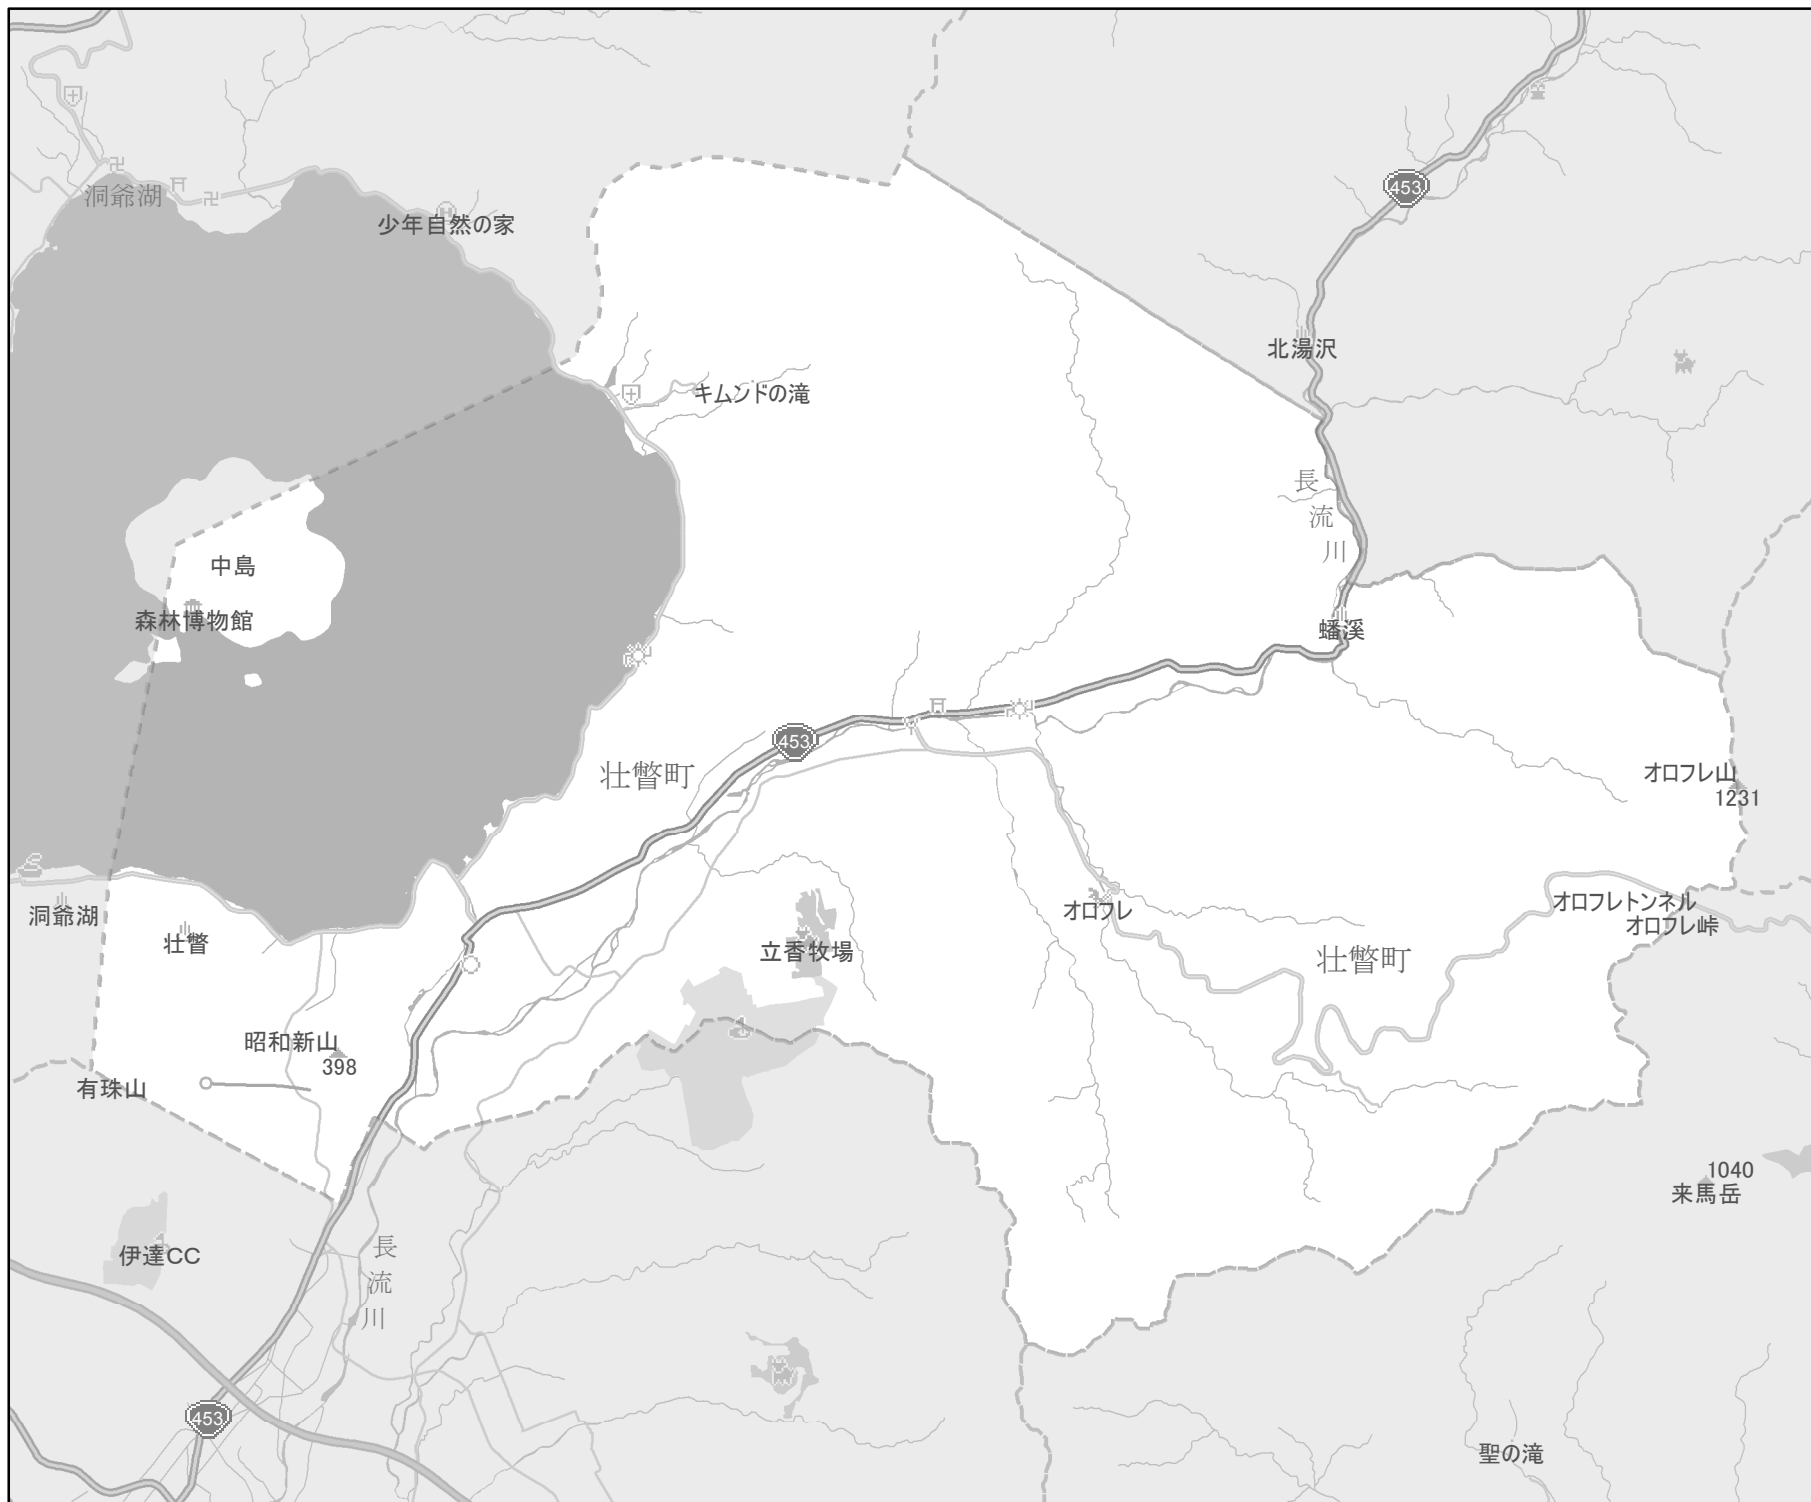 453
洞爺湖
少年自然の家
北湯沢
キムンドの滝
長
流
川
中島
森林博物館
蟠溪
453
壮瞥町
オロフレ山
1231
洞爺湖
壮瞥
立香牧場
オロフレ
オロフレトンネル
オロフレ峠
壮瞥町
昭和新山
398
有珠山
1040
来馬岳
伊達CC
長
流
川
453
聖の滝